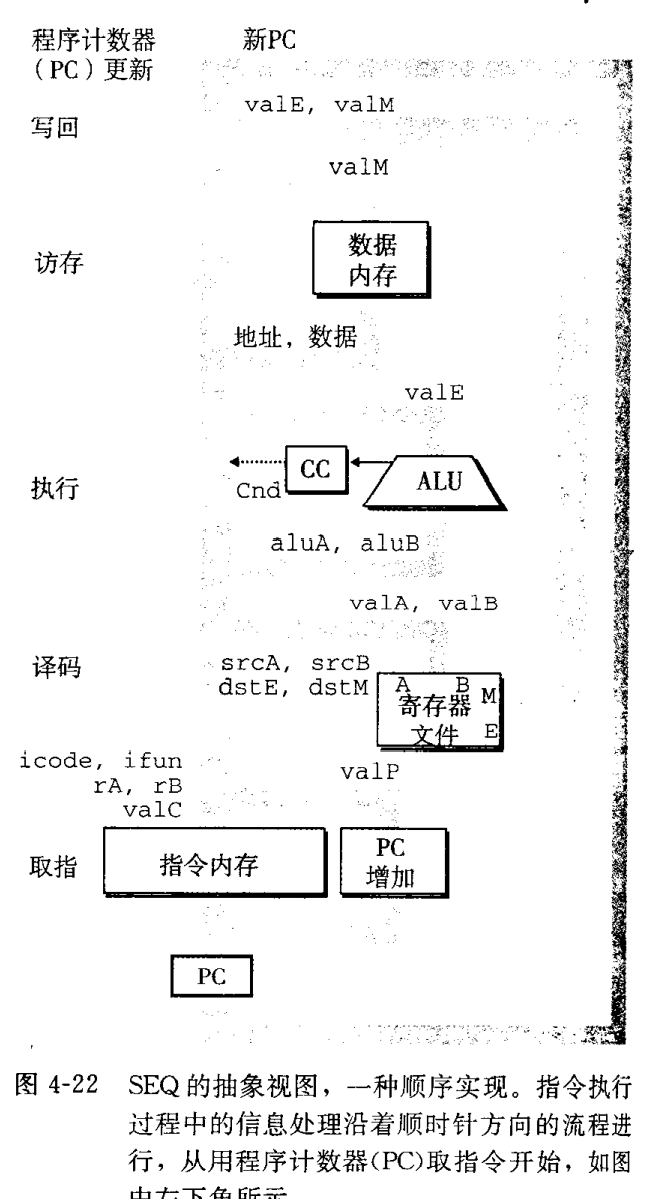 程序计数器 新PC
（PC）更新
valE, valM
写回
valM
数据
访存
内存
地址，数据
valE
CC ALU
执行
Cnd
aluA, aluB
valA, valB
译码
srcA, srcB
dstE, dstM
A B M
寄存器
文件 E
icode, ifun
valP
rA, rB
valC
PC
取指 指令内存
增加
PC
图 4-22 SEQ的抽象视图，一种顺序实现。指令执行
过程中的信息处理沿着顺时针方向的流程进
行，从用程序计数器(PC)取指令开始，如图
中左下角所示